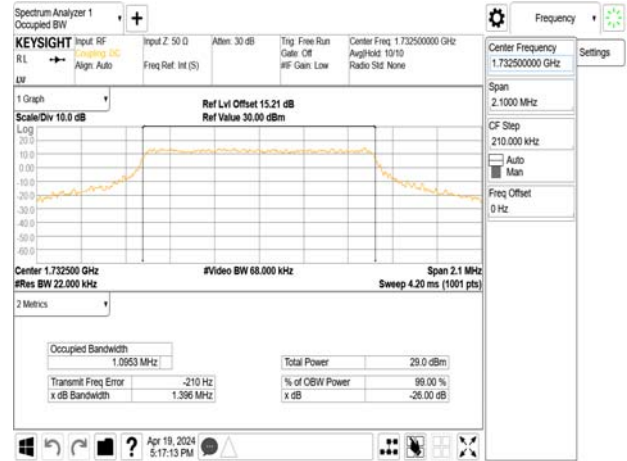 Spectrum Analyzer 1
Occupied BW
+
Frequency
KEYSIGHT
Input: RF
Input Z: 50 Ω
Atten: 30 dB
Trig: Free Run
Center Freq: 1.732500000 GHz
RL
Coupling: DC
Gate: Off
Avg|Hold: 10/10
Align: Auto
Freq Ref: Int (S)
#IF Gain: Low
Radio Std: None
Center Frequency
1.732500000 GHz
Settings
Span
2.1000 MHz
CF Step
210.000 kHz
Auto
Man
Freq Offset
0 Hz
1 Graph
Ref Lvl Offset 15.21 dB
Scale/Div 10.0 dB
Ref Value 30.00 dBm
Log
20.0
10.0
0.00
-10.0
-20.0
-30.0
-40.0
-50.0
-60.0
Center 1.732500 GHz
#Video BW 68.000 kHz
Span 2.1 MHz
#Res BW 22.000 kHz
Sweep 4.20 ms (1001 pts)
2 Metrics
Occupied Bandwidth
1.0953 MHz
Total Power
29.0 dBm
Transmit Freq Error
-210 Hz
% of OBW Power
99.00 %
x dB Bandwidth
1.396 MHz
x dB
-26.00 dB
?
Apr 19, 2024
5:17:13 PM